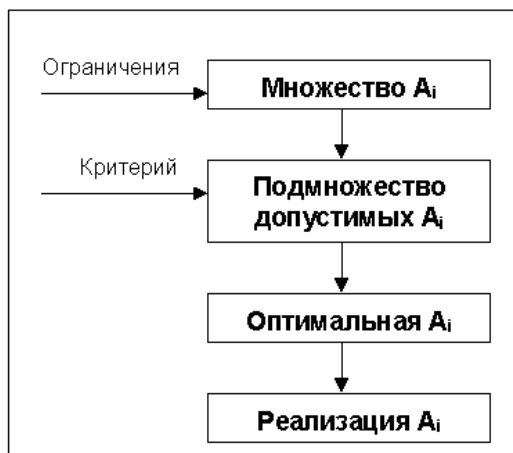 Ограничения
Множество Ai
Критерий
Подмножество
допустимых Ai
Оптимальная Ai
Реализация Ai